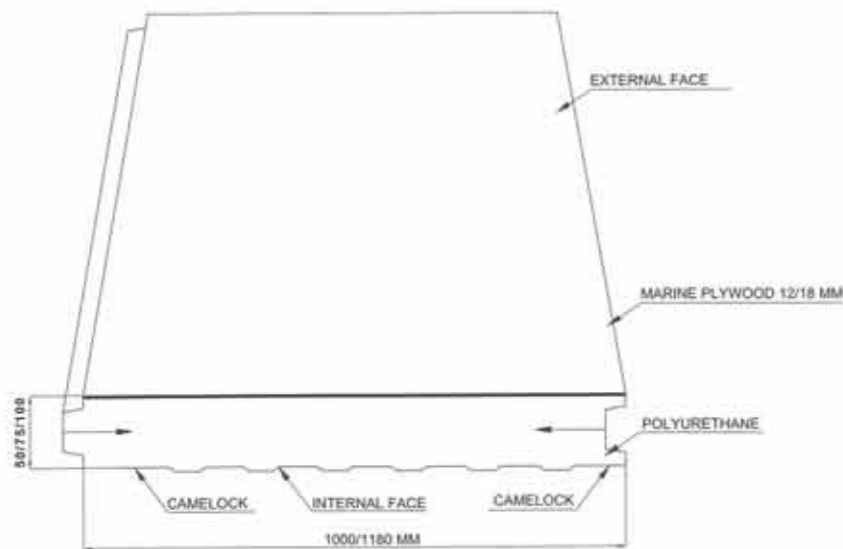 EXTERNAL FACE
MARINE PLYWOOD 12/18 MM
50/75/100
POLYURETHANE
CAMELOCK
INTERNAL FACE
CAMELOCK
1000/1180 MM